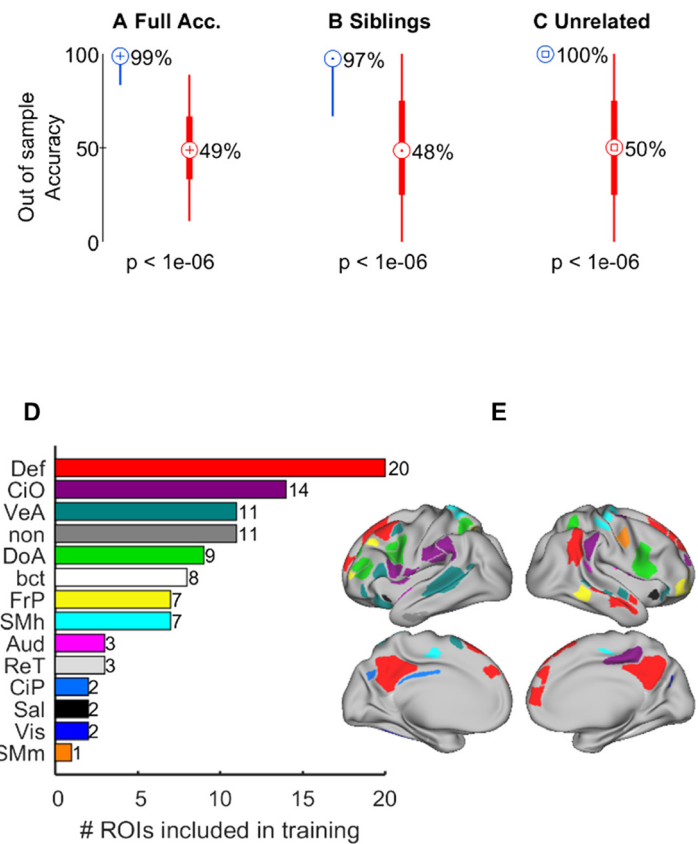 A Full Acc.
B Siblings
C Unrelated
Out of sample
Accuracy
100
50
0
99%
49%
97%
48%
100%
50%
p < 1e-06
p < 1e-06
p < 1e-06
D
E
Def 20
CiO 14
VeA 11
non 11
DoA 9
bct 8
FrP 7
SMh 7
Aud 3
ReT 3
CiP 2
Sal 2
Vis 2
SMm 1
0 5 10 15 20
# ROIs included in training